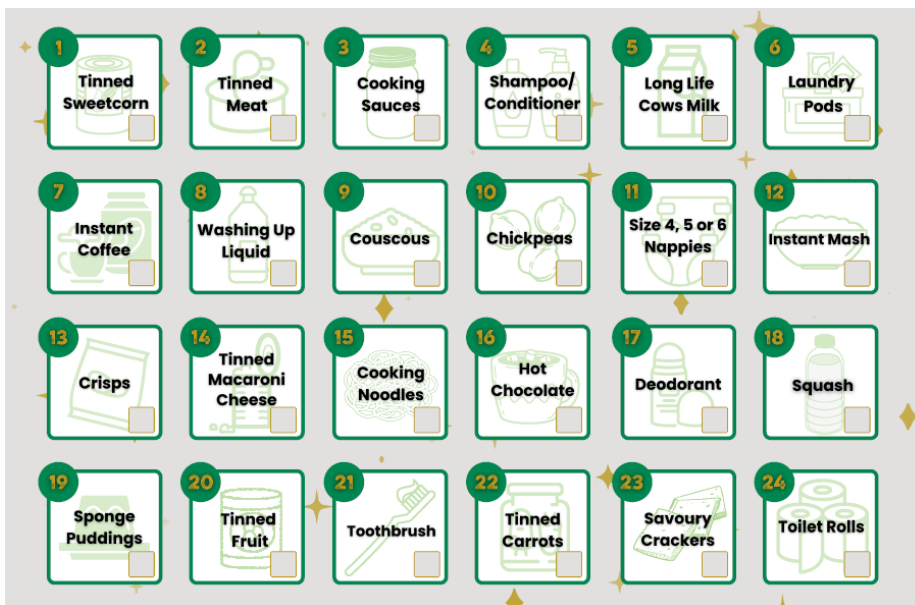 1
Tinned
Sweetcorn
2
Tinned
Meat
3
Cooking
Sauces
4
Shampoo/
Conditioner
5
Long Life
Cows Milk
6
Laundry
Pods
7
Instant
Coffee
8
Washing Up
Liquid
9
Couscous
10
Chickpeas
11
Size 4, 5 or 6
Nappies
12
Instant Mash
13
Crisps
14
Tinned
Macaroni
Cheese
15
Cooking
Noodles
16
Hot
Chocolate
17
Deodorant
18
Squash
19
Sponge
Puddings
20
Tinned
Fruit
21
Toothbrush
22
Tinned
Carrots
23
Savoury
Crackers
24
Toilet Rolls